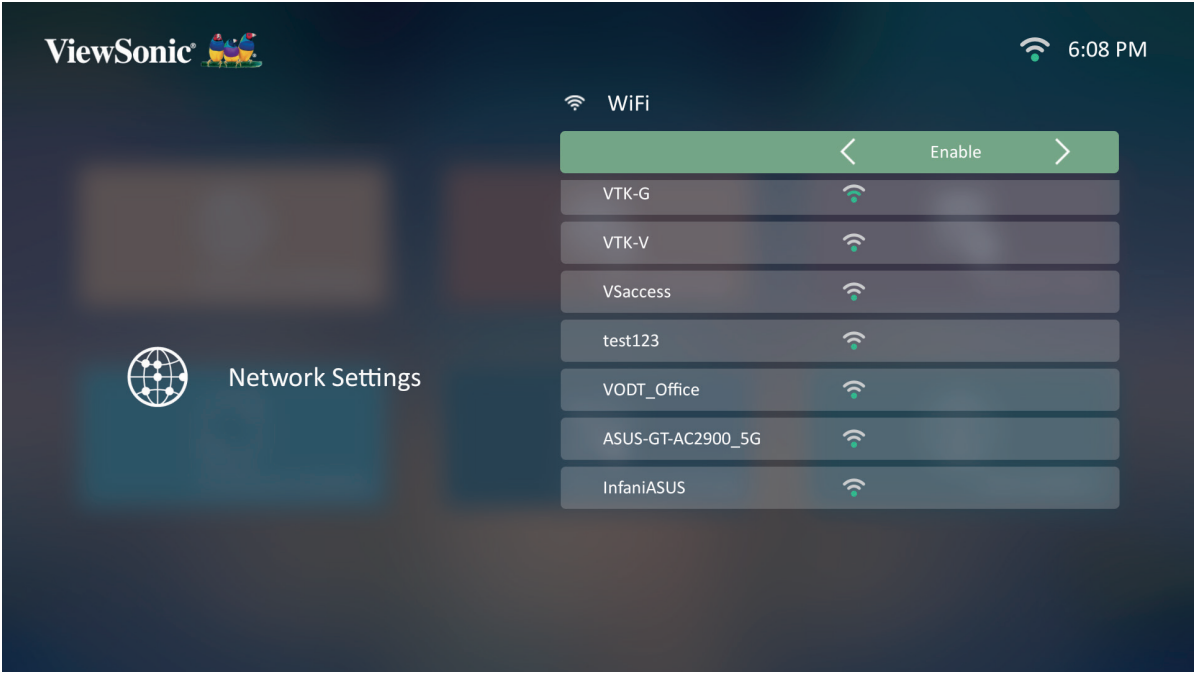 ViewSonic®
6:08 PM
WiFi
Enable
VTK-G
VTK-V
VSaccess
test123
Network Settings
VODT_Office
ASUS-GT-AC2900_5G
InfaniASUS